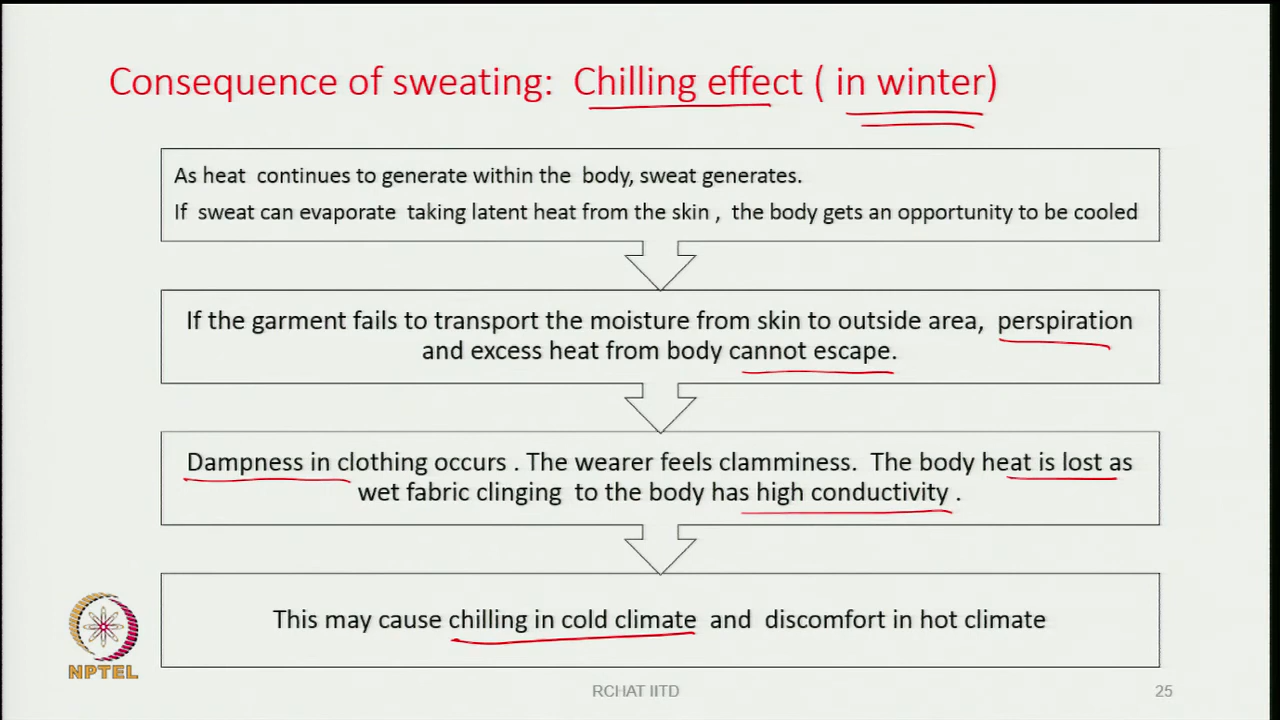 Consequence of sweating: Chilling effect ( in winter)
As heat continues to generate within the body, sweat generates.
If sweat can evaporate taking latent heat from the skin , the body gets an opportunity to be cooled
If the garment fails to transport the moisture from skin to outside area, perspiration
and excess heat from body cannot escape.
Dampness in clothing occurs . The wearer feels clamminess. The body heat is lost as
wet fabric clinging to the body has high conductivity .
This may cause chilling in cold climate and discomfort in hot climate
NPTEL
RCHAT IITD
25